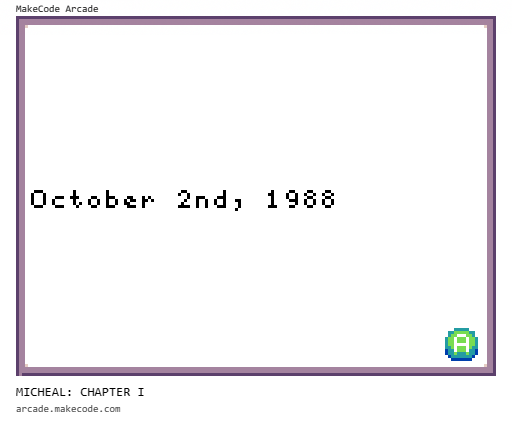 MakeCode Arcade
October 2nd, 1988
A
MICHEAL: CHAPTER I
arcade.makecode.com